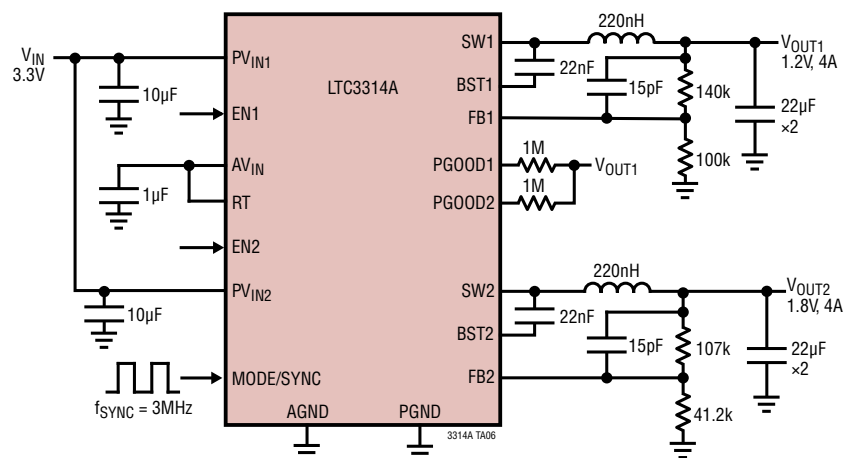 V_IN
3.3V
10µF
PV_IN1
EN1
AV_IN
1µF
RT
EN2
PV_IN2
10µF
MODE/SYNC
f_SYNC = 3MHz
LTC3314A
AGND
PGND
3314A TA06
SW1
BST1
FB1
PGOOD1
PGOOD2
SW2
BST2
FB2
220nH
22nF
15pF
140k
100k
V_OUT1
1.2V, 4A
22µF
×2
1M
1M
V_OUT1
220nH
22nF
15pF
107k
41.2k
V_OUT2
1.8V, 4A
22µF
×2